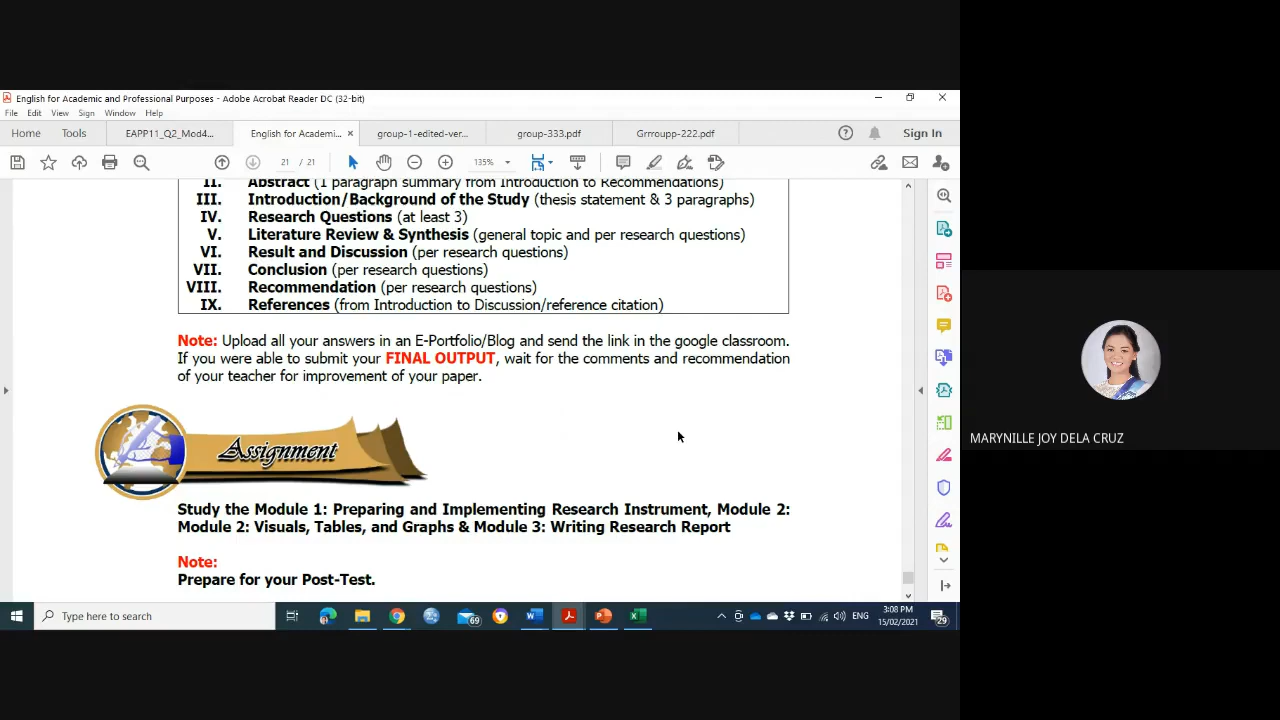 English for Academic and Professional Purposes - Adobe Acrobat Reader DC (32-bit)
File Edit View Sign Window Help
Home Tools EAPP11_Q2_Mod4... English for Academi... × group-1-edited-ver... group-333.pdf Grrroupp-222.pdf Sign In
21 / 21 135%
II. Abstract (1 paragraph summary from Introduction to Recommendations)
III. Introduction/Background of the Study (thesis statement & 3 paragraphs)
IV. Research Questions (at least 3)
V. Literature Review & Synthesis (general topic and per research questions)
VI. Result and Discussion (per research questions)
VII. Conclusion (per research questions)
VIII. Recommendation (per research questions)
IX. References (from Introduction to Discussion/reference citation)
Note: Upload all your answers in an E-Portfolio/Blog and send the link in the google classroom.
If you were able to submit your FINAL OUTPUT, wait for the comments and recommendation
of your teacher for improvement of your paper.
Assignment
Study the Module 1: Preparing and Implementing Research Instrument, Module 2:
Module 2: Visuals, Tables, and Graphs & Module 3: Writing Research Report
Note:
Prepare for your Post-Test.
MARYNILLE JOY DELA CRUZ
Type here to search
69
ENG
3:08 PM
15/02/2021
29